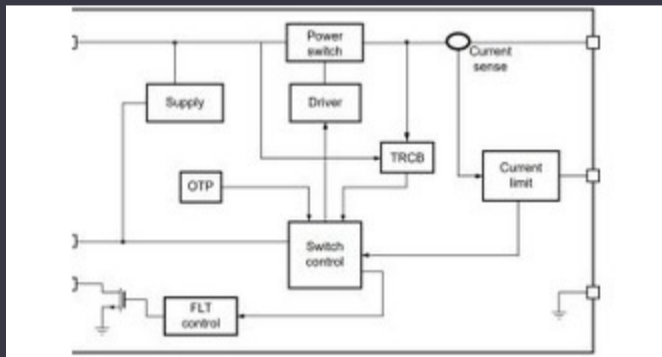 Power
switch
Current
sense
Supply
Driver
TRCB
Current
limit
OTP
Switch
control
FLT
control